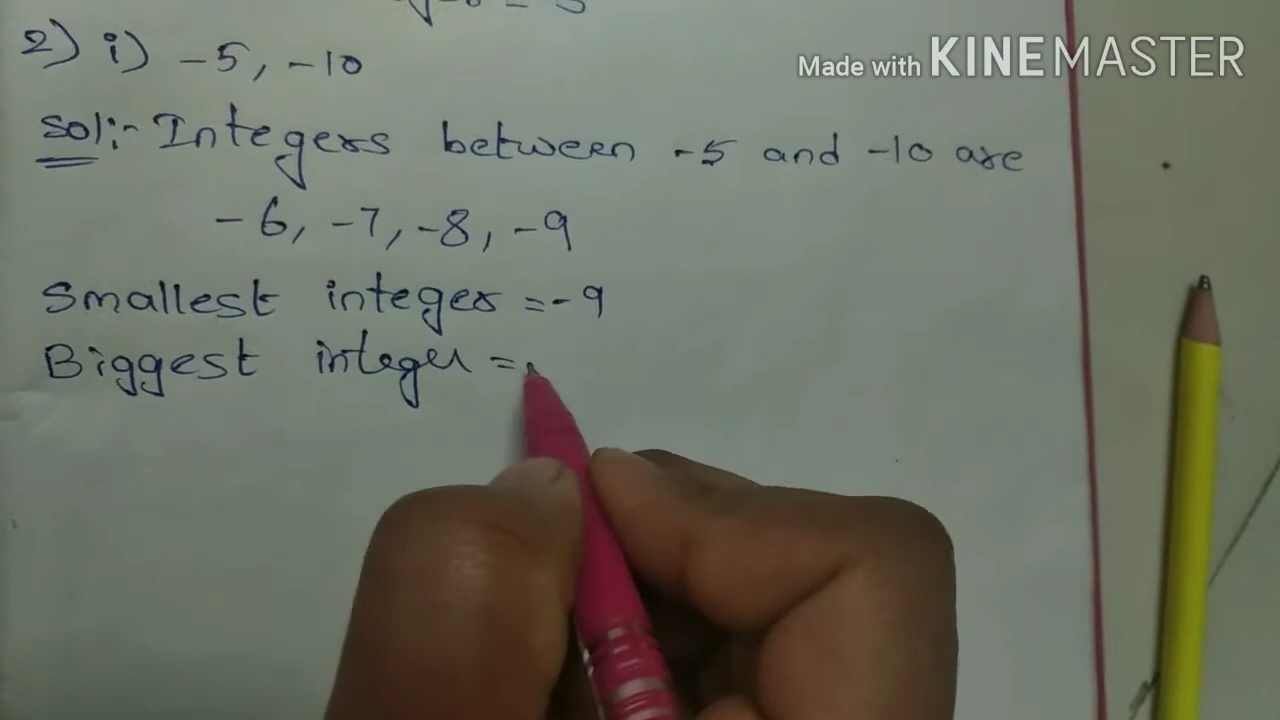 2) i) -5, -10
Made with KINEMASTER
Sol:- Integers between -5 and -10 are
-6, -7, -8, -9
Smallest integer = -9
Biggest integer =